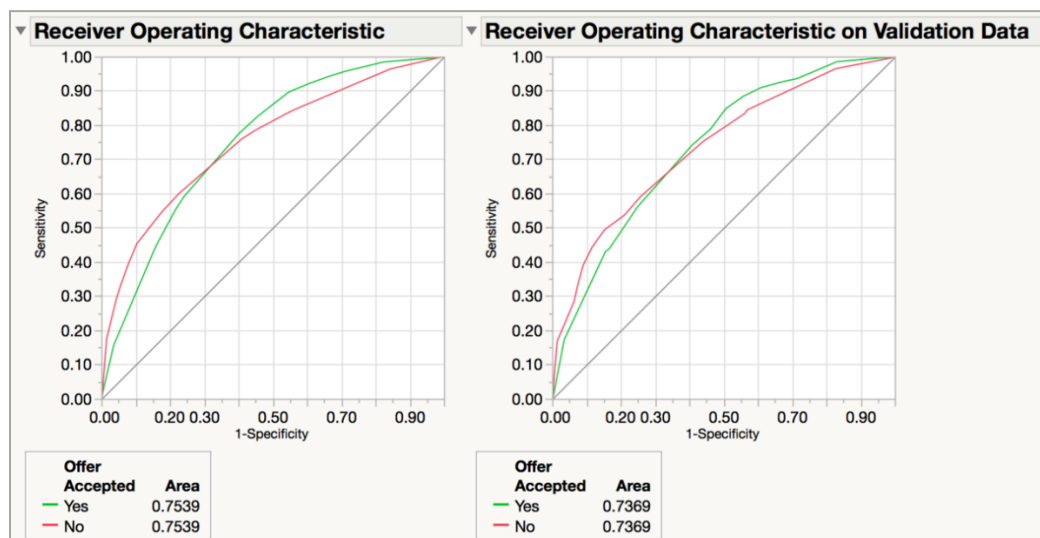 Receiver Operating Characteristic
1.00
0.90
0.80
0.70
0.60
0.50
0.40
0.30
0.20
0.10
0.00
Sensitivity
0.00 0.20 0.30 0.50 0.70 0.90
1-Specificity
Offer
Accepted Area
Yes 0.7539
No 0.7539
Receiver Operating Characteristic on Validation Data
1.00
0.90
0.80
0.70
0.60
0.50
0.40
0.30
0.20
0.10
0.00
Sensitivity
0.00 0.20 0.30 0.50 0.70 0.90
1-Specificity
Offer
Accepted Area
Yes 0.7369
No 0.7369